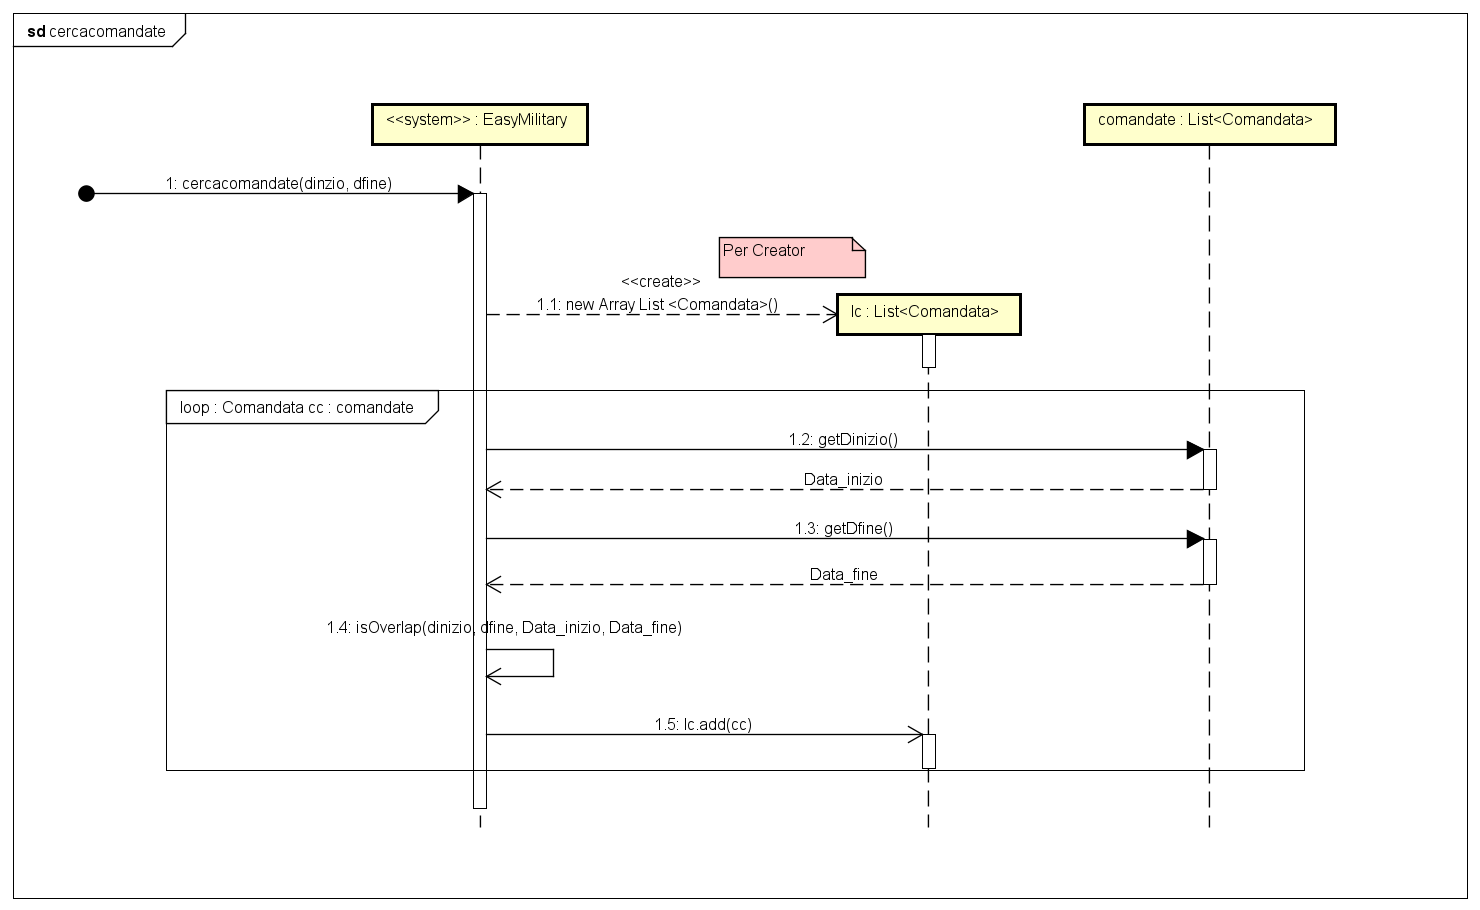 sd cercacomandate
<<system>> : EasyMilitary
comandate : List<Comandata>
1: cercacomandate(dinzio, dfine)
Per Creator
<<create>>
1.1: new Array List <Comandata>()
lc : List<Comandata>
loop : Comandata cc : comandate
1.2: getDinizio()
Data_inizio
1.3: getDfine()
Data_fine
1.4: isOverlap(dinizio, dfine, Data_inizio, Data_fine)
1.5: lc.add(cc)